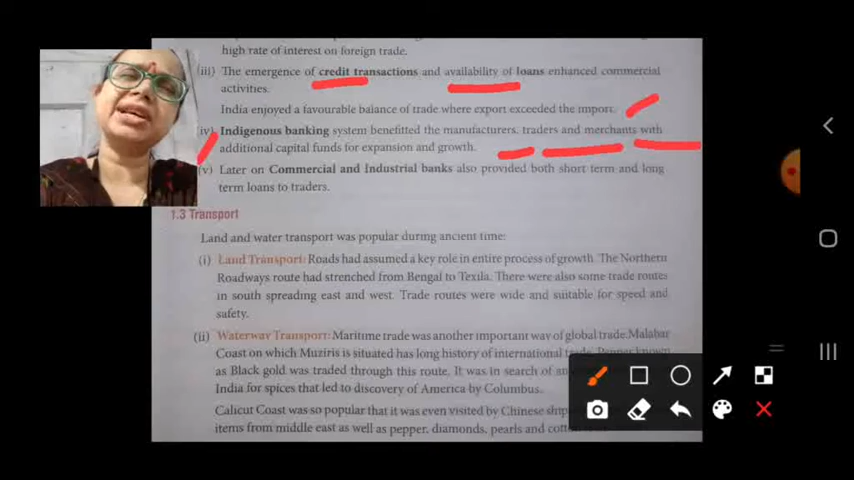 high rate of interest on foreign trade.
(iii) The emergence of credit transactions and availability of loans enhanced commercial
activities.
India enjoyed a favourable balance of trade where export exceeded the import.
(iv) Indigenous banking system benefitted the manufacturers, traders and merchants with
additional capital funds for expansion and growth.
(v) Later on Commercial and Industrial banks also provided both short term and long
term loans to traders.
1.3 Transport
Land and water transport was popular during ancient time:
(i) Land Transport: Roads had assumed a key role in entire process of growth. The Northern
Roadways route had strenched from Bengal to Texila. There were also some trade routes
in south spreading east and west. Trade routes were wide and suitable for speed and
safety.
(ii) Waterway Transport: Maritime trade was another important way of global trade. Malabar
Coast on which Muziris is situated has long history of international trade. Pepper known
as Black gold was traded through this route. It was in search of
India for spices that led to discovery of America by Columbus.
Calicut Coast was so popular that it was even visited by Chinese
items from middle east as well as pepper, diamonds, pearls and